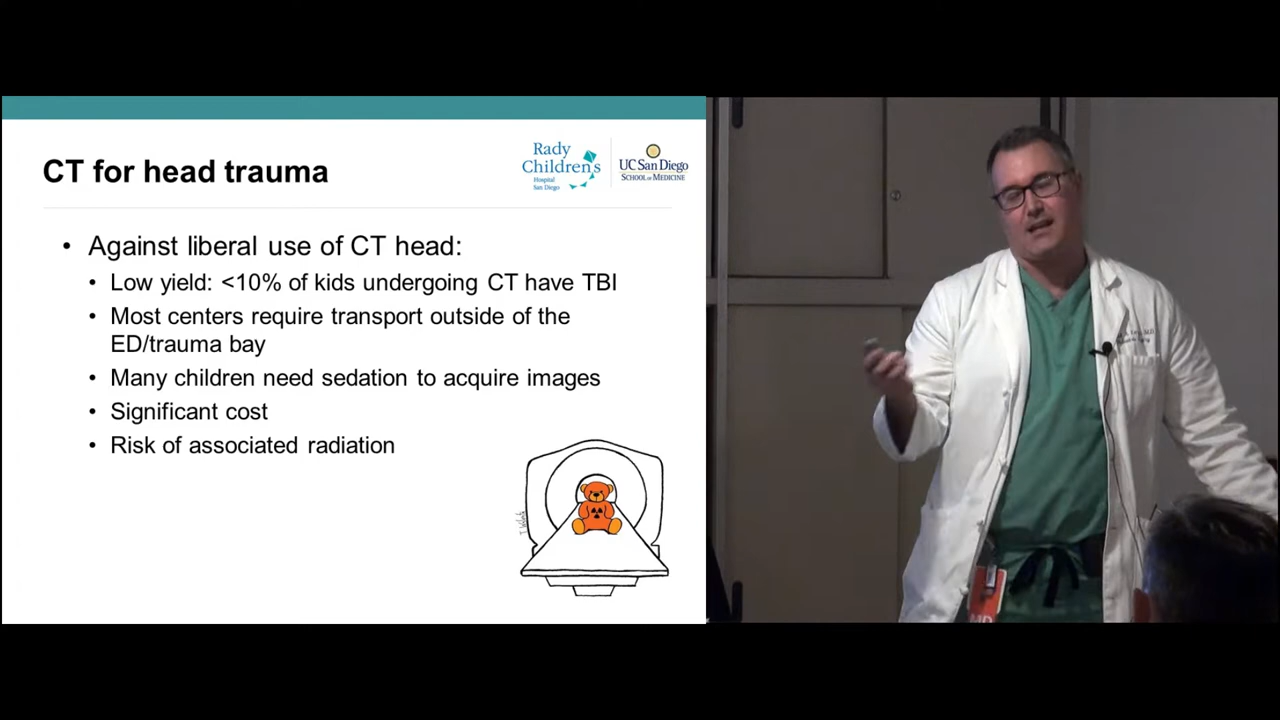 CT for head trauma
Rady
Children's
Hospital
San Diego
UC San Diego
SCHOOL OF MEDICINE
• Against liberal use of CT head:
• Low yield: <10% of kids undergoing CT have TBI
• Most centers require transport outside of the
ED/trauma bay
• Many children need sedation to acquire images
• Significant cost
• Risk of associated radiation
MD